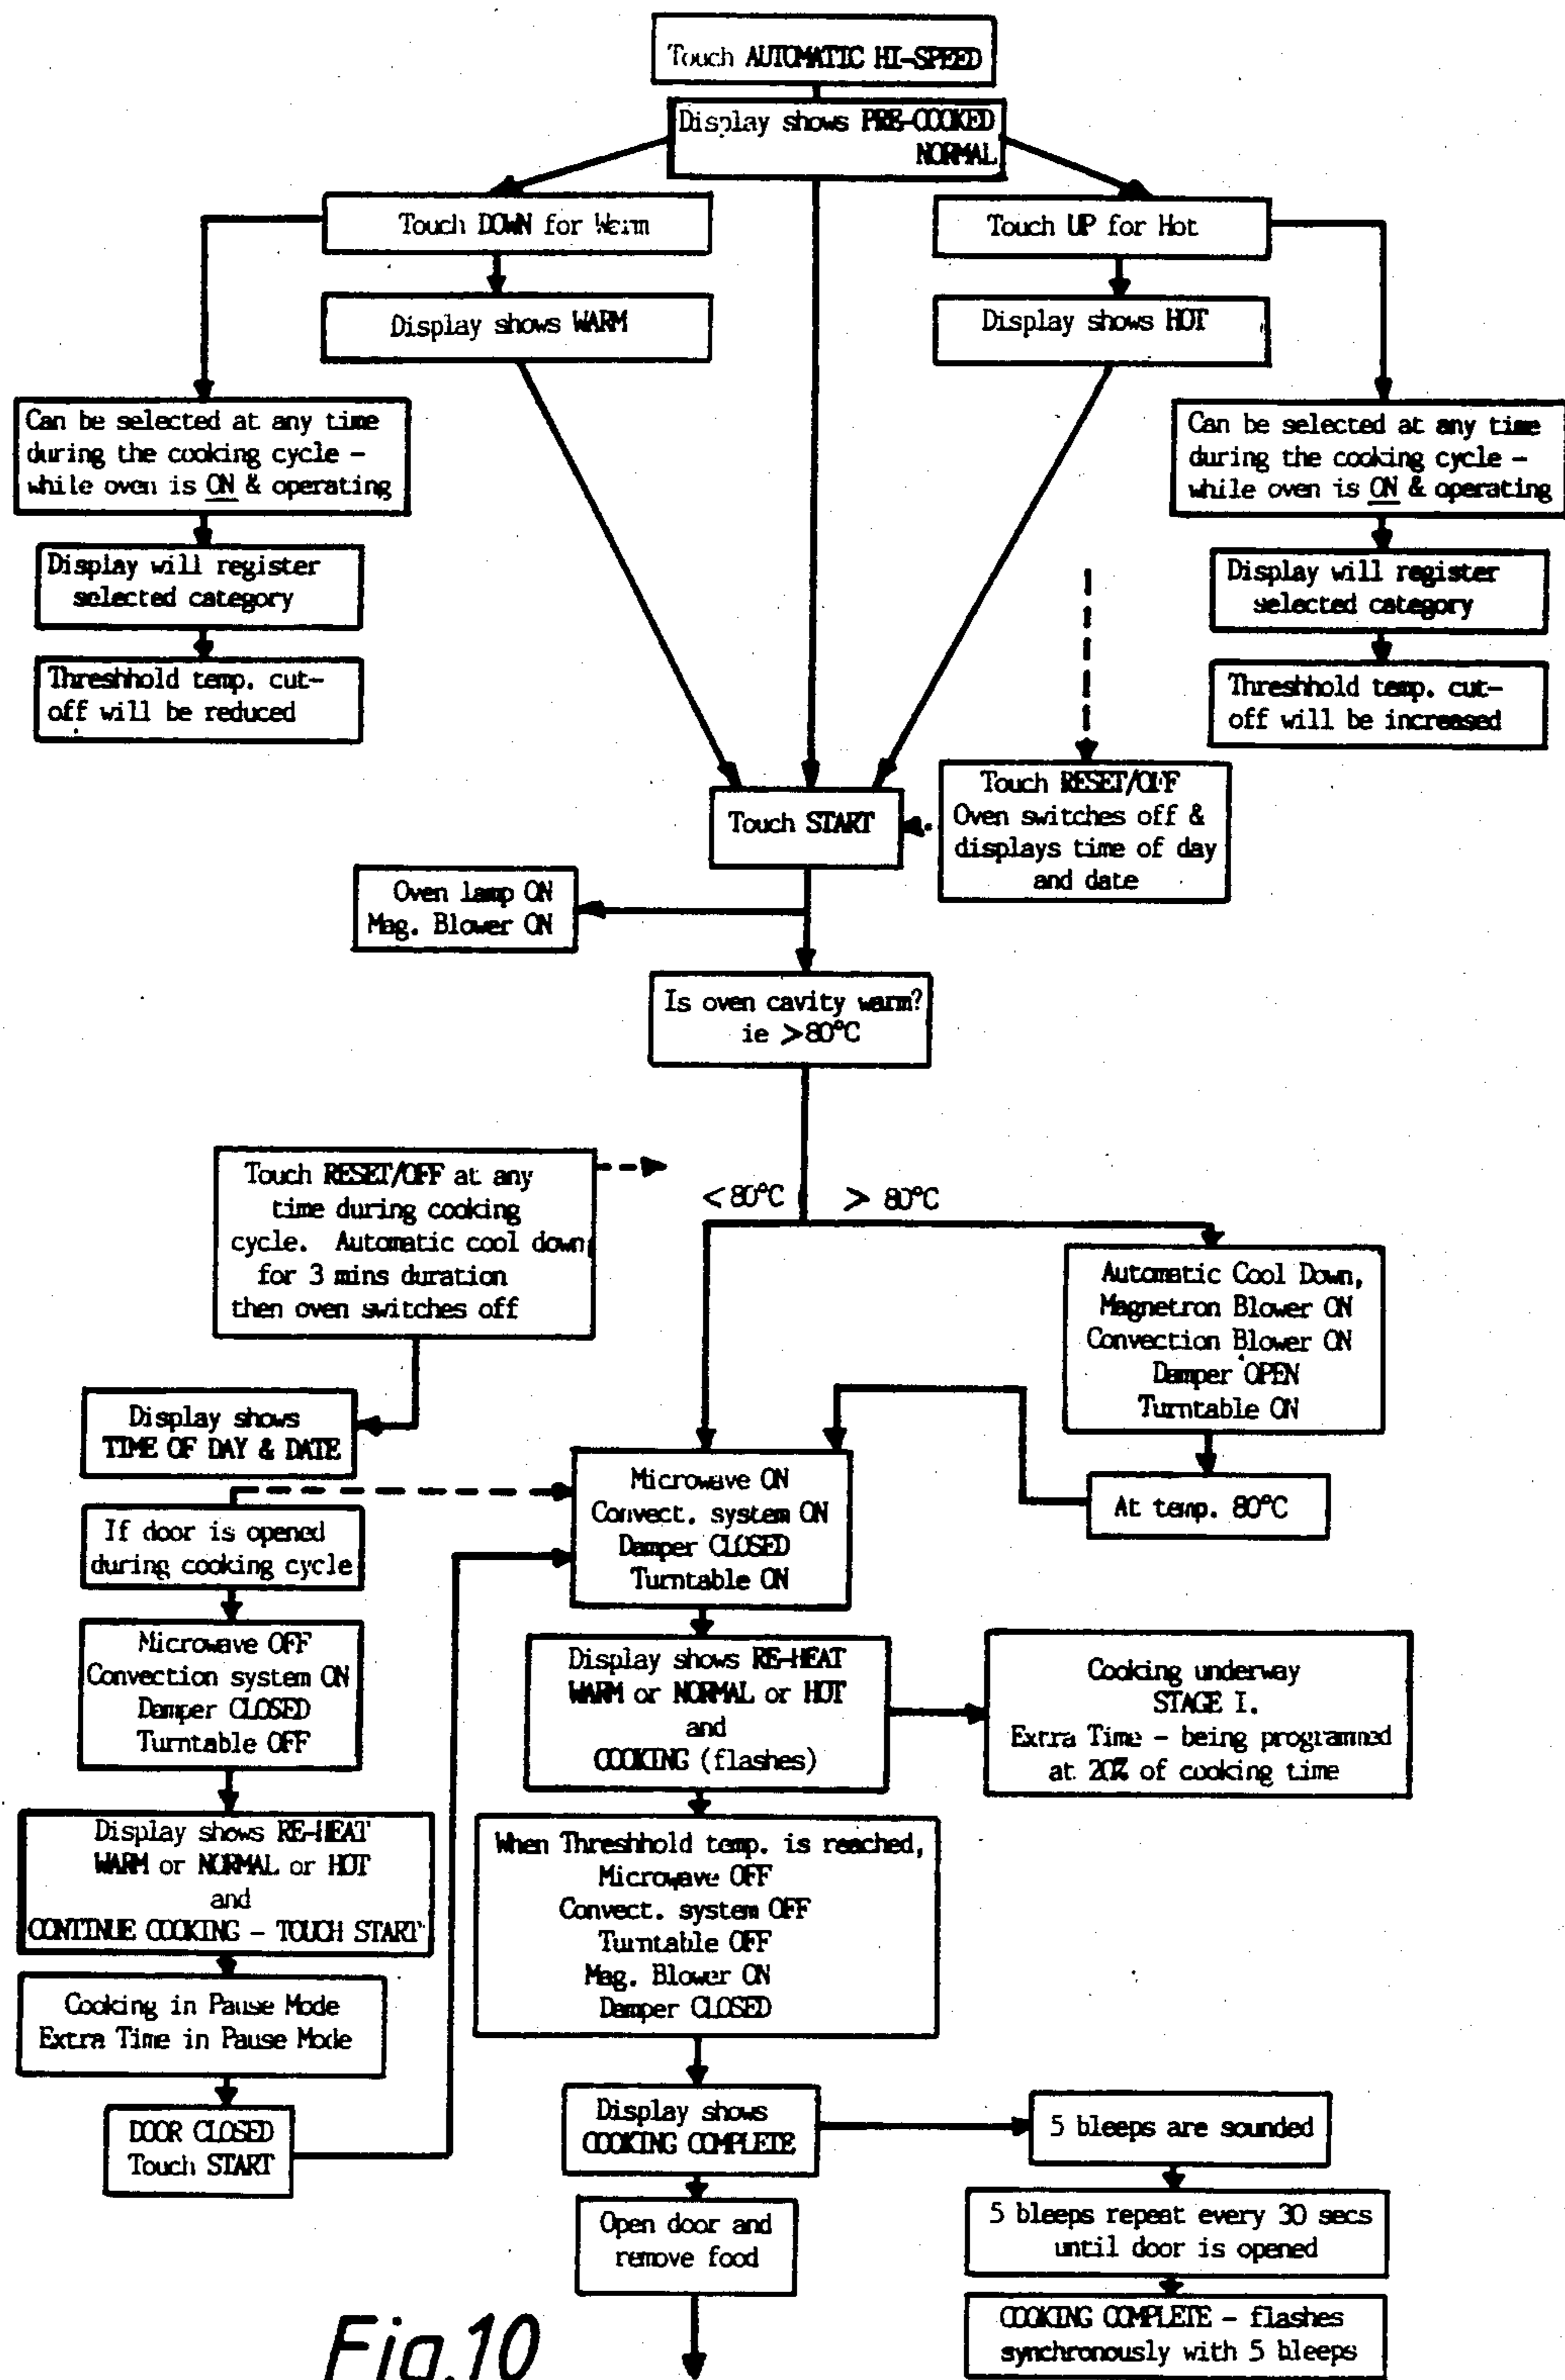 Touch AUTOMATIC HI-SPEED
Display shows PRE-COOKED
NORMAL
Touch DOWN for Warm
Display shows WARM
Touch UP for Hot
Display shows HOT
Can be selected at any time
during the cooking cycle -
while oven is ON & operating
Display will register
selected category
Threshhold temp. cut-
off will be reduced
Can be selected at any time
during the cooking cycle -
while oven is ON & operating
Display will register
selected category
Threshhold temp. cut-
off will be increased
Touch RESET/OFF
Oven switches off &
displays time of day
and date
Touch START
Oven lamp ON
Mag. Blower ON
Is oven cavity warm?
ie >80°C
Touch RESET/OFF at any
time during cooking
cycle. Automatic cool down
for 3 mins duration
then oven switches off
<80°C > 80°C
Automatic Cool Down,
Magnetron Blower ON
Convection Blower ON
Damper OPEN
Turntable ON
At temp. 80°C
Display shows
TIME OF DAY & DATE
If door is opened
during cooking cycle
Microwave OFF
Convection system ON
Damper CLOSED
Turntable OFF
Display shows RE-HEAT
WARM or NORMAL or HOT
and
CONTINUE COOKING - TOUCH START
Cooking in Pause Mode
Extra Time in Pause Mode
DOOR CLOSED
Touch START
Microwave ON
Convect. system ON
Damper CLOSED
Turntable ON
Display shows RE-HEAT
WARM or NORMAL or HOT
and
COOKING (flashes)
Cooking underway
STAGE I.
Extra Time - being programmed
at 20% of cooking time
When Threshhold temp. is reached,
Microwave OFF
Convect. system OFF
Turntable OFF
Mag. Blower ON
Damper CLOSED
Display shows
COOKING COMPLETE
5 bleeps are sounded
5 bleeps repeat every 30 secs
until door is opened
COOKING COMPLETE - flashes
synchronously with 5 bleeps
Open door and
remove food
Fig.10